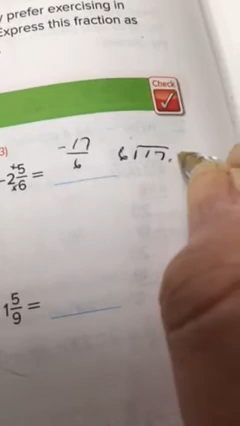 prefer exercising in
Express this fraction as
Check
3)
-2 5/6 = -17/6 6⟌17.
1 5/9 =